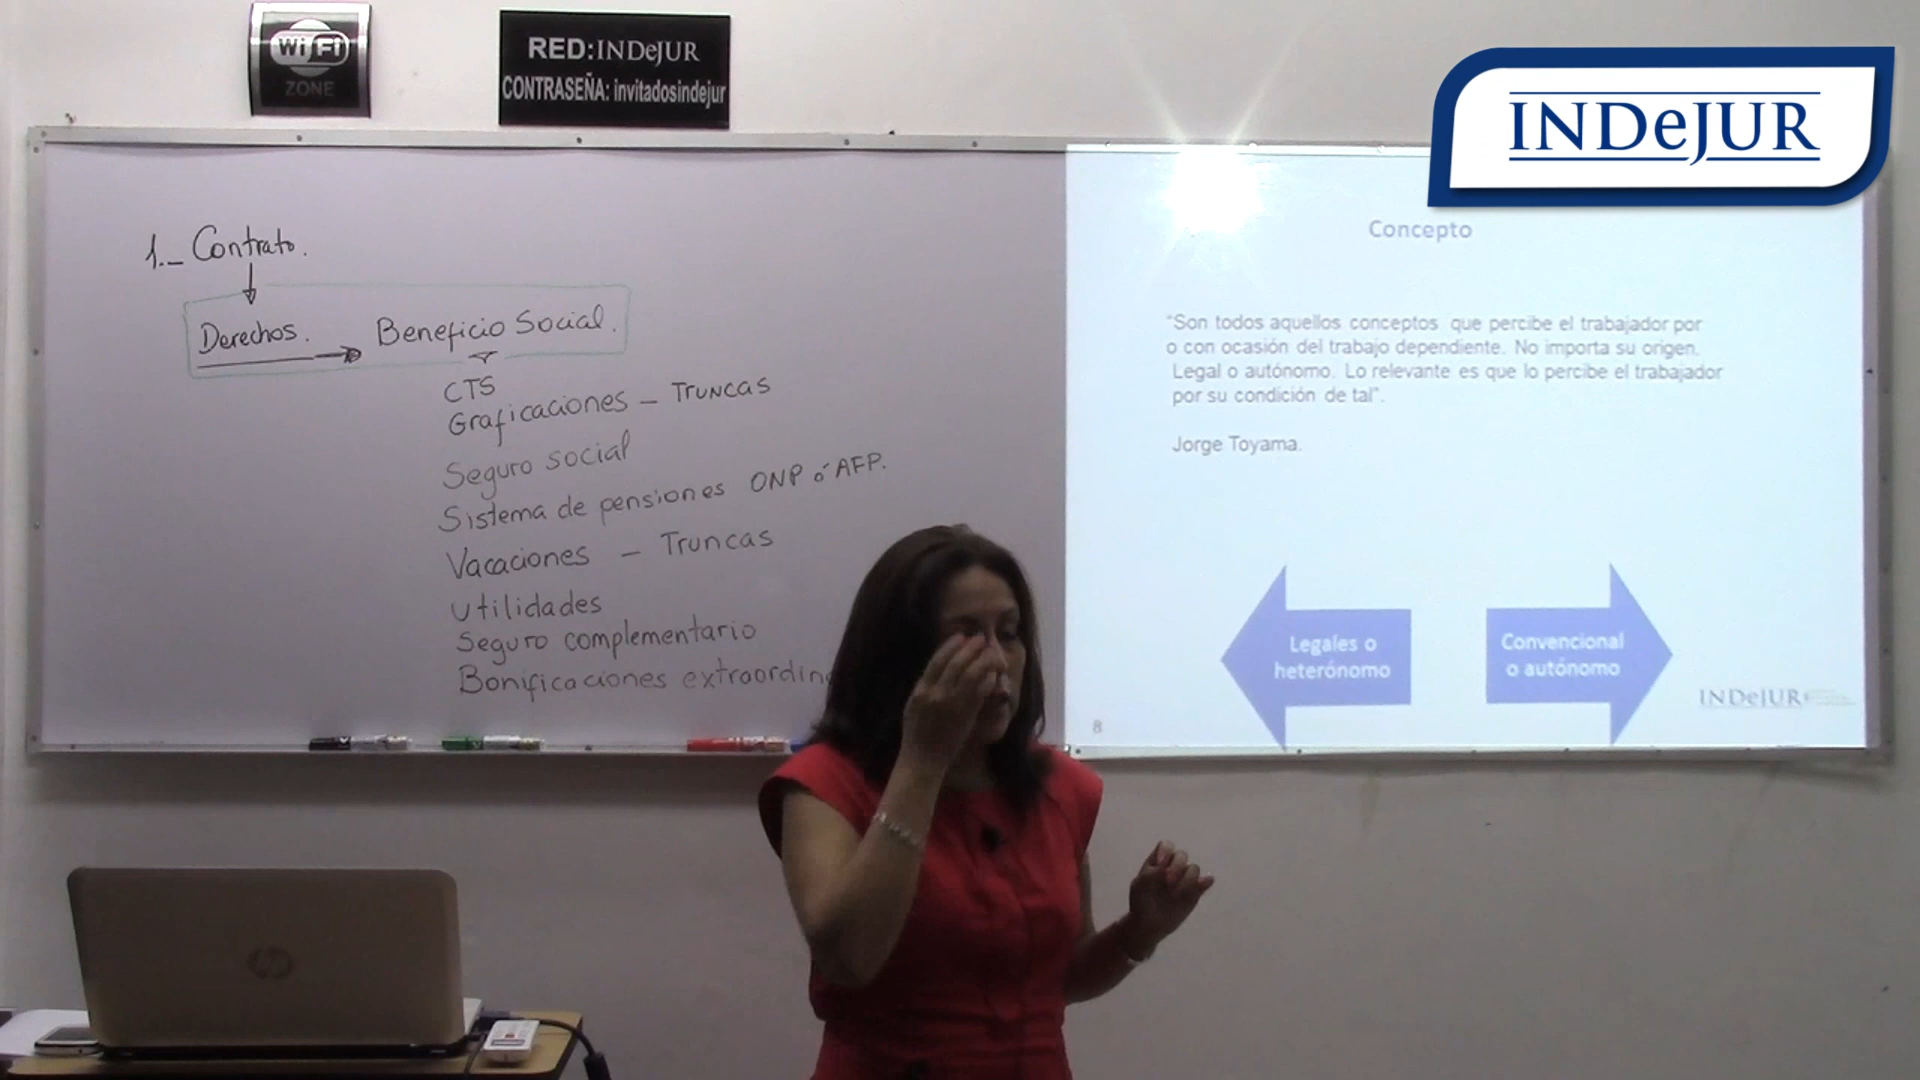 WiFi
ZONE
RED:INDeJUR
CONTRASEÑA: invitadosindejur
INDeJUR
1.- Contrato.
Derechos. Beneficio Social.
CTS
Graficaciones - Truncas
Seguro social
Sistema de pensiones ONP ó AFP.
Vacaciones - Truncas
Utilidades
Seguro complementario
Bonificaciones extraordin
Concepto
"Son todos aquellos conceptos que percibe el trabajador por
o con ocasión del trabajo dependiente. No importa su origen.
Legal o autónomo. Lo relevante es que lo percibe el trabajador
por su condición de tal".
Jorge Toyama.
Legales o
heterónomo
Convencional
o autónomo
INDeJUR
8
hp